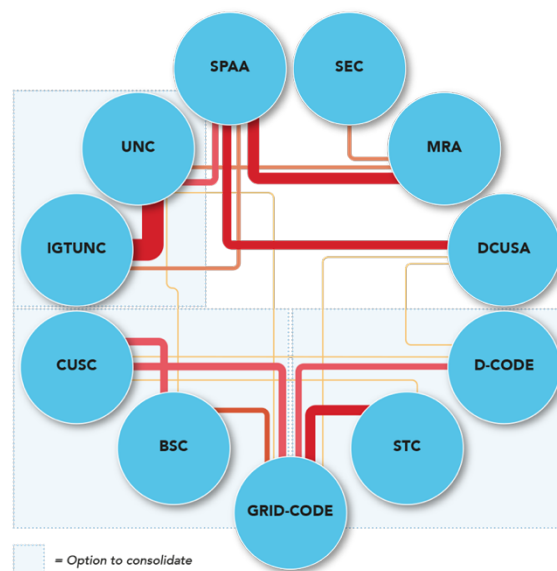 SPAA
SEC
UNC
MRA
IGTUNC
DCUSA
CUSC
D-CODE
BSC
STC
GRID-CODE
= Option to consolidate